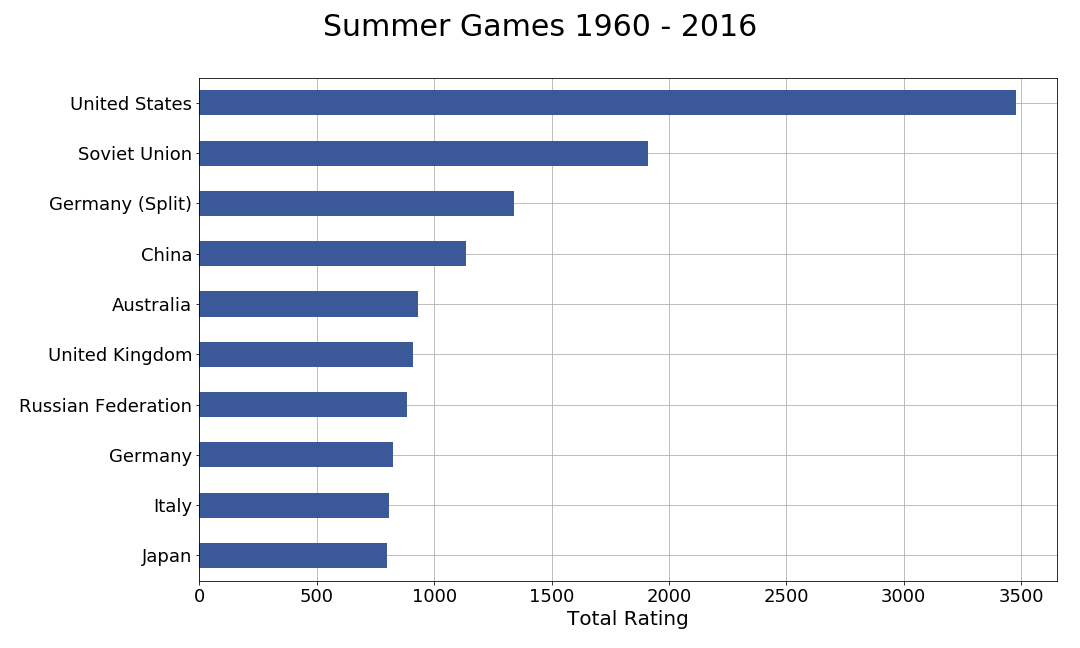 Summer Games 1960 - 2016
United States
Soviet Union
Germany (Split)
China
Australia
United Kingdom
Russian Federation
Germany
Italy
Japan
0 500 1000 1500 2000 2500 3000 3500
Total Rating